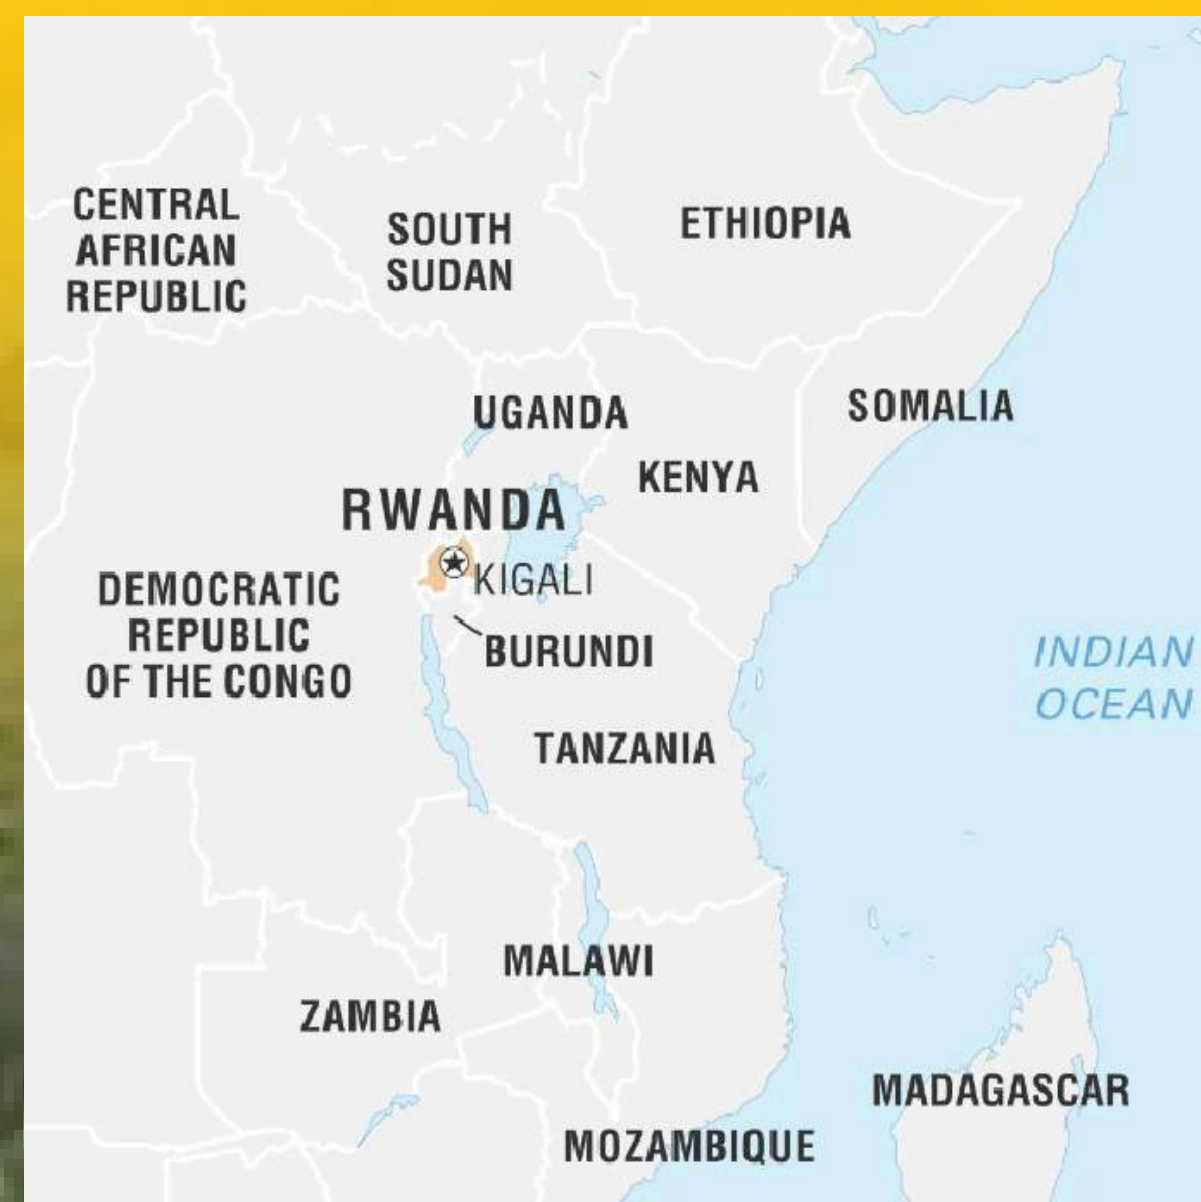 CENTRAL
AFRICAN
REPUBLIC
SOUTH
SUDAN
ETHIOPIA
UGANDA
SOMALIA
KENYA
RWANDA
KIGALI
DEMOCRATIC
REPUBLIC
OF THE CONGO
BURUNDI
INDIAN
OCEAN
TANZANIA
MALAWI
ZAMBIA
MADAGASCAR
MOZAMBIQUE